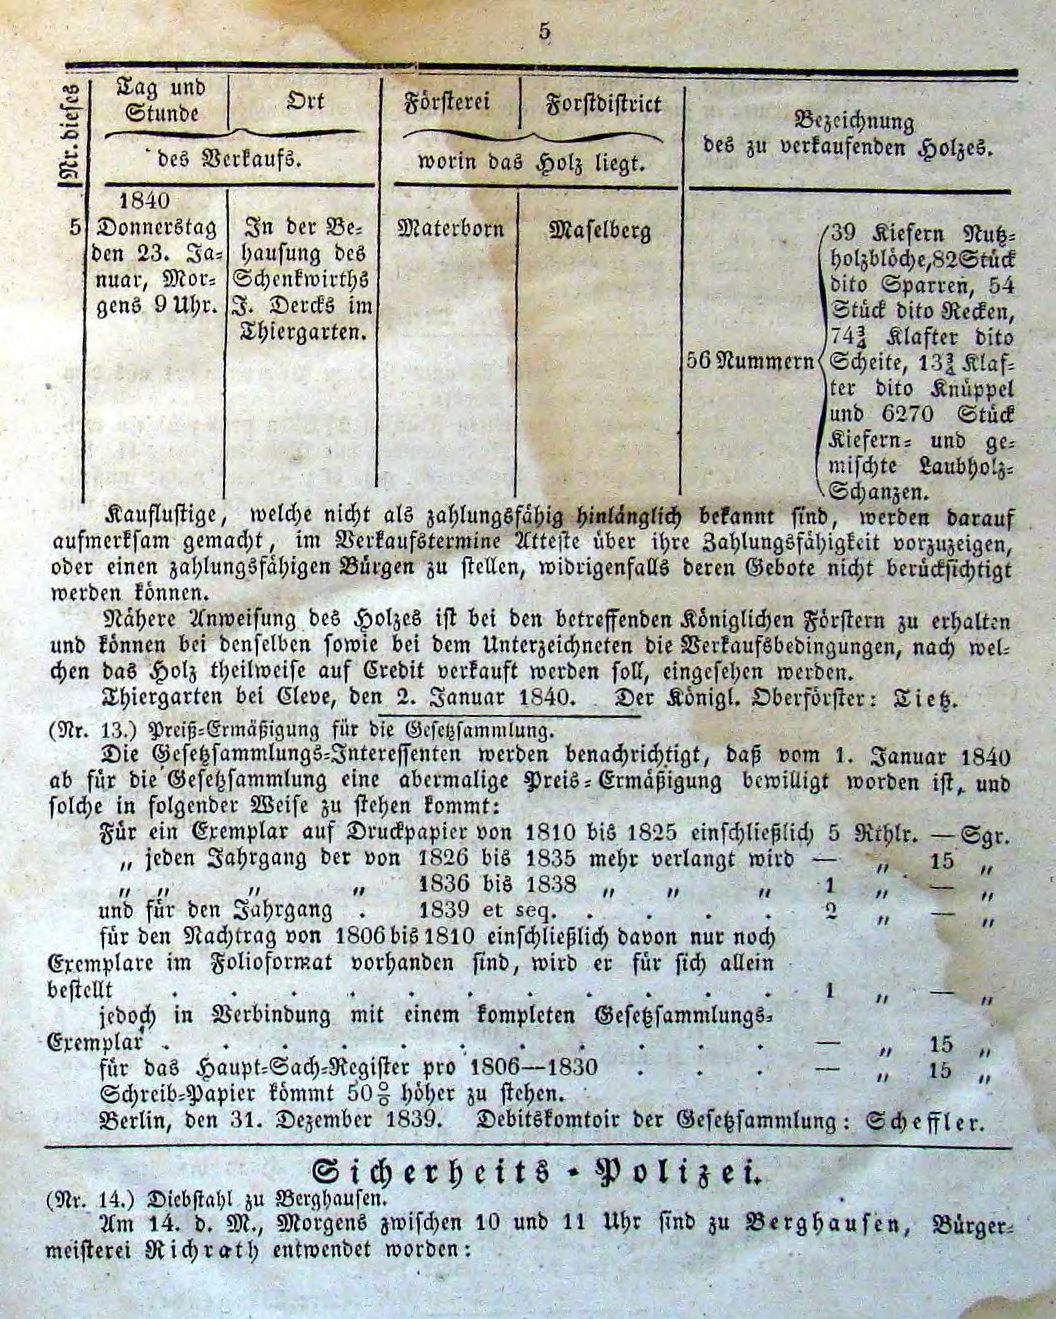 5
Nr. dieses
Tag und Stunde
Ort
des Verkaufs.
Försterei
Forstdistrict
worin das Holz liegt.
Bezeichnung
des zu verkaufenden Holzes.
5
1840
Donnerstag
den 23. Ja=
nuar, Mor=
gens 9 Uhr.
In der Be=
hausung des
Schenkwirths
J. Dercks im
Thiergarten.
Materborn
Maselberg
56 Nummern
39 Kiefern Nutz=
holzblöche, 82 Stück
dito Sparren, 54
Stück dito Recken,
74¾ Klafter dito
Scheite, 13¾ Klaf=
ter dito Knüppel
und 6270 Stück
Kiefern= und ge=
mischte Laubholz=
Schanzen.
Kauflustige, welche nicht als zahlungsfähig hinlänglich bekannt sind, werden darauf
aufmerksam gemacht, im Verkaufstermine Atteste über ihre Zahlungsfähigkeit vorzuzeigen,
oder einen zahlungsfähigen Bürgen zu stellen, widrigenfalls deren Gebote nicht berücksichtigt
werden können.
Nähere Anweisung des Holzes ist bei den betreffenden Königlichen Förstern zu erhalten
und können bei denselben sowie bei dem Unterzeichneten die Verkaufsbedingungen, nach wel=
chen das Holz theilweise auf Credit verkauft werden soll, eingesehen werden.
Thiergarten bei Cleve, den 2. Januar 1840. Der Königl. Oberförster: Tietz.
(Nr. 13.) Preiß=Ermäßigung für die Gesetzsammlung.
Die Gesetzsammlungs=Interessenten werden benachrichtigt, daß vom 1. Januar 1840
ab für die Gesetzsammlung eine abermalige Preis=Ermäßigung bewilligt worden ist, und
solche in folgender Weise zu stehen kommt:
Für ein Exemplar auf Druckpapier von 1810 bis 1825 einschließlich 5 Rthlr. — Sgr.
„ jeden Jahrgang der von 1826 bis 1835 mehr verlangt wird — „ 15 „
„ „ „ „ 1836 bis 1838 „ „ „ 1 „ — „
und für den Jahrgang . 1839 et seq. . . . . . 2 „ — „
für den Nachtrag von 1806 bis 1810 einschließlich davon nur noch
Exemplare im Folioformat vorhanden sind, wird er für sich allein
bestellt . . . . . . . . . . . . 1 „ — „
jedoch in Verbindung mit einem kompleten Gesetzsammlungs=
Exemplar . . . . . . . . . . . — „ 15 „
für das Haupt=Sach=Register pro 1806—1830 . . . — „ 15 „
Schreib=Papier kömmt 50% höher zu stehen.
Berlin, den 31. Dezember 1839. Debitskomtoir der Gesetzsammlung: Scheffler.
Sicherheits=Polizei.
(Nr. 14.) Diebstahl zu Berghausen.
Am 14. d. M., Morgens zwischen 10 und 11 Uhr sind zu Berghausen, Bürger=
meisterei Richrath entwendet worden: